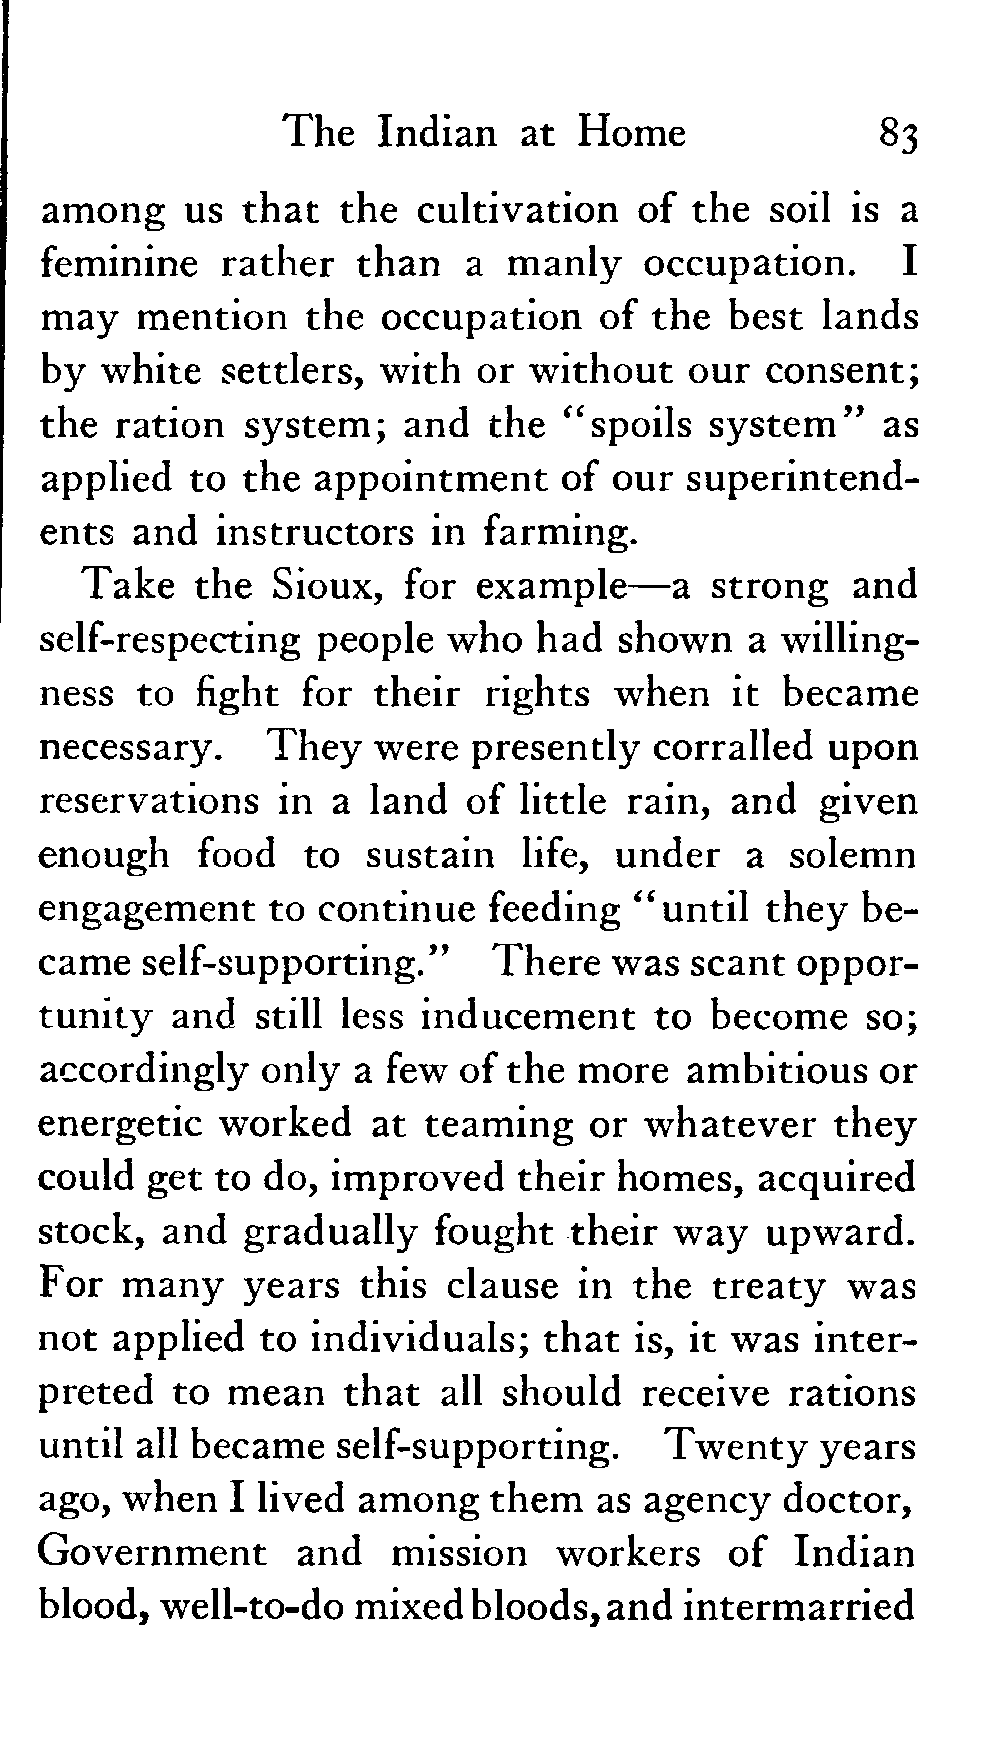 The Indian at Home 83
among us that the cultivation of the soil is a
feminine rather than a manly occupation. I
may mention the occupation of the best lands
by white settlers, with or without our consent;
the ration system; and the "spoils system" as
applied to the appointment of our superintend-
ents and instructors in farming.
Take the Sioux, for example—a strong and
self-respecting people who had shown a willing-
ness to fight for their rights when it became
necessary. They were presently corralled upon
reservations in a land of little rain, and given
enough food to sustain life, under a solemn
engagement to continue feeding "until they be-
came self-supporting." There was scant oppor-
tunity and still less inducement to become so;
accordingly only a few of the more ambitious or
energetic worked at teaming or whatever they
could get to do, improved their homes, acquired
stock, and gradually fought their way upward.
For many years this clause in the treaty was
not applied to individuals; that is, it was inter-
preted to mean that all should receive rations
until all became self-supporting. Twenty years
ago, when I lived among them as agency doctor,
Government and mission workers of Indian
blood, well-to-do mixed bloods, and intermarried